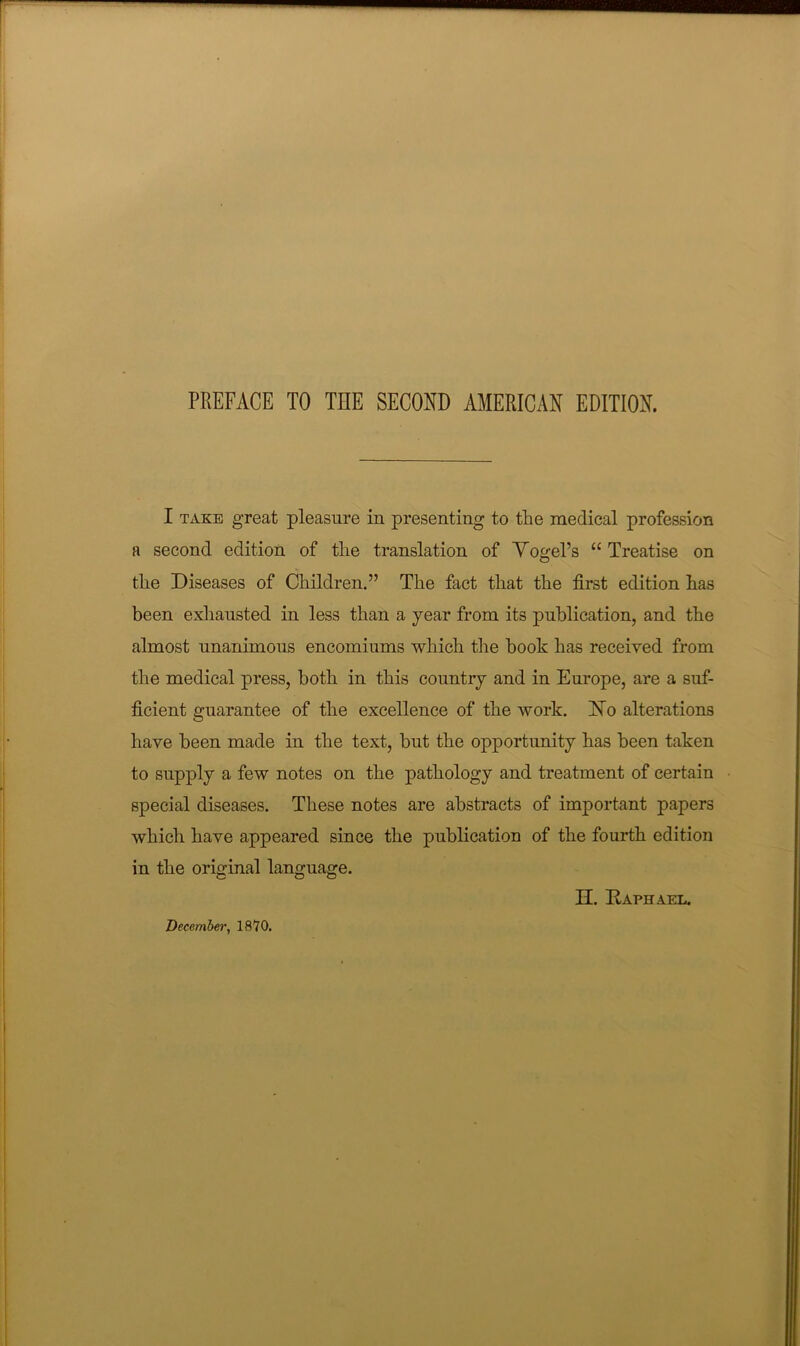 PREFACE TO THE SECOND AMERICAN EDITION.
I TAKE great pleasure in presenting to the medical profession
a second edition of the translation of Vogel’s “ Treatise on
the Diseases of Children.” The fact that the first edition has
been exhausted in less than a year from its publication, and the
almost unanimous encomiums which the book has received from
the medical press, both in this country and in Europe, are a suf-
ficient guarantee of the excellence of the work. No alterations
have been made in the text, but the opportunity has been taken
to supply a few notes on the pathology and treatment of certain
special diseases. These notes are abstracts of important papers
which have appeared since the publication of the fourth edition
in the original language.
H. RAPHAEL.
December, 1870.